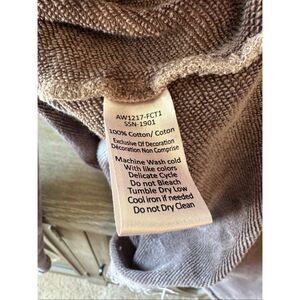 AW1217-FCT1
SSN-1901
100% Cotton/ Coton
Exclusive Of Decoration
Décoration Non Comprise
Machine Wash cold
With like colors
Delicate Cycle
Do not Bleach
Tumble Dry Low
Cool iron if needed
Do not Dry Clean